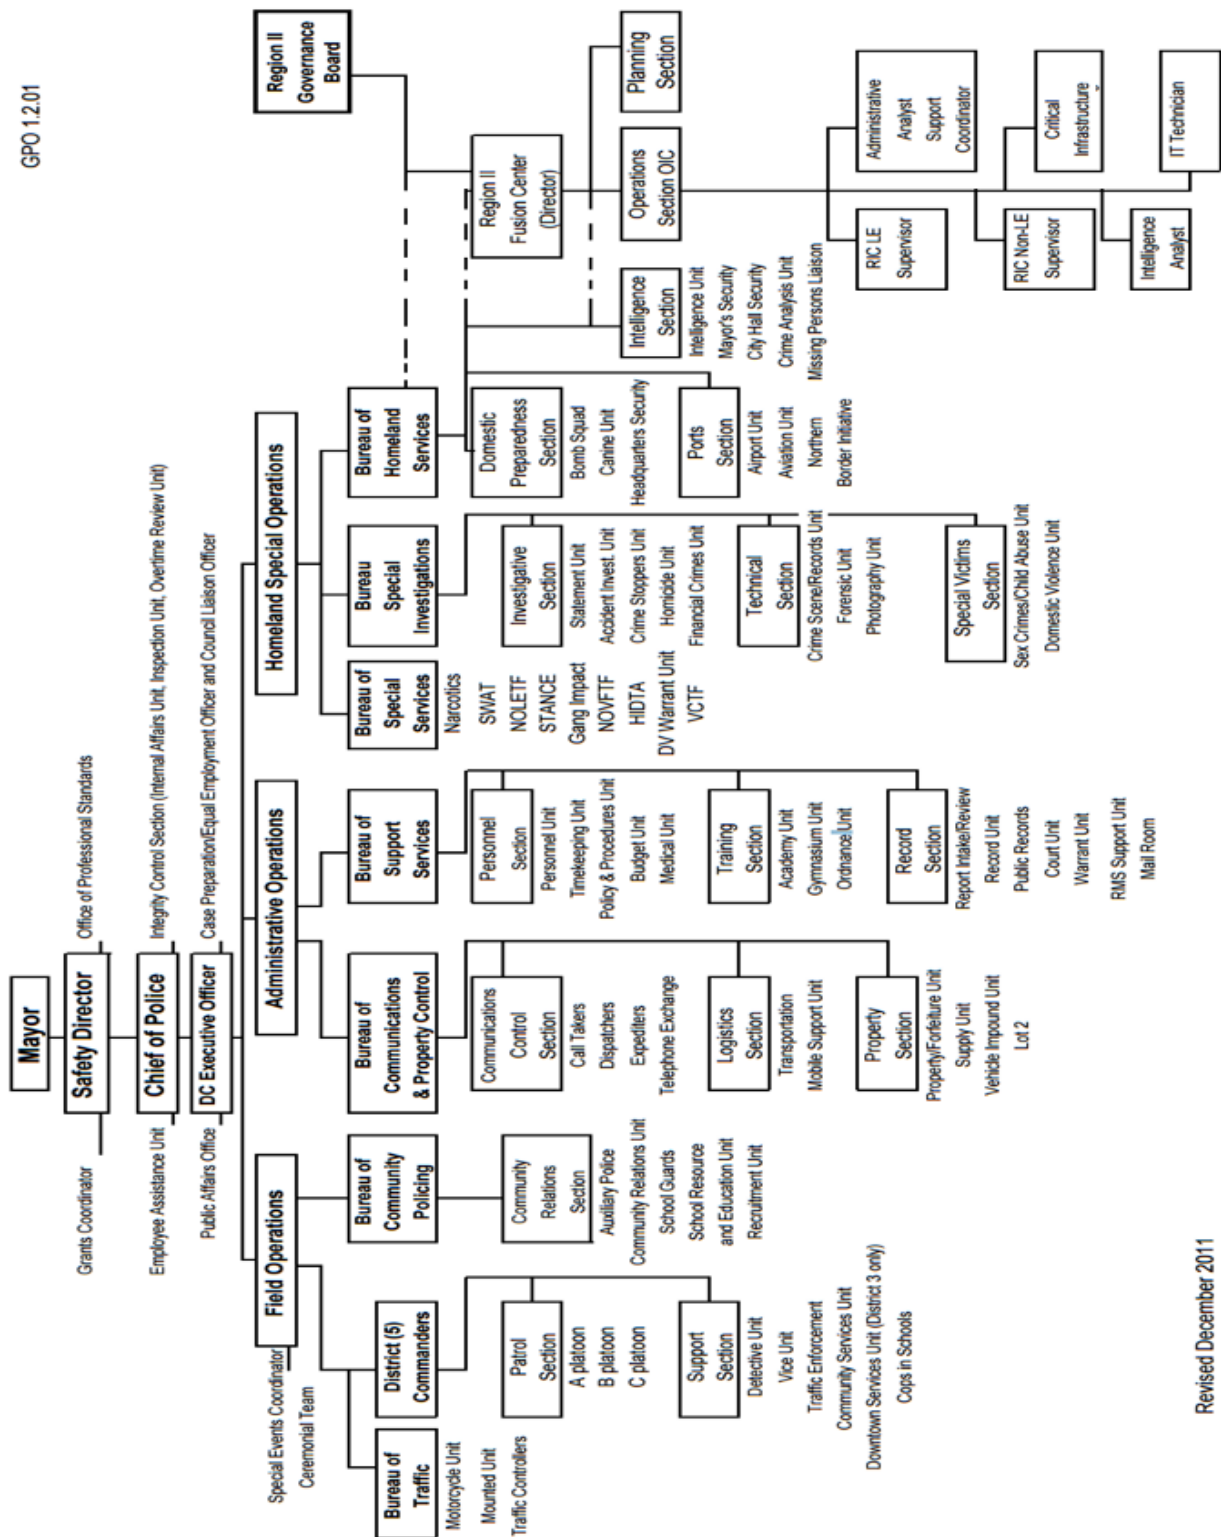 GPO 1.2.01
Mayor
Safety Director
Grants Coordinator
Office of Professional Standards
Chief of Police
Employee Assistance Unit
Integrity Control Section (Internal Affairs Unit, Inspection Unit, Overtime Review Unit)
DC Executive Officer
Public Affairs Office
Case Preparation/Equal Employment Officer and Council Liaison Officer
Field Operations
Special Events Coordinator
Ceremonial Team
Bureau of
Traffic
Motorcycle Unit
Mounted Unit
Traffic Controllers
District (5)
Commanders
Patrol
Section
A platoon
B platoon
C platoon
Support
Section
Detective Unit
Vice Unit
Traffic Enforcement
Community Services Unit
Downtown Services Unit (District 3 only)
Cops in Schools
Bureau of
Community
Policing
Community
Relations
Section
Auxiliary Police
Community Relations Unit
School Guards
School Resource
and Education Unit
Recruitment Unit
Administrative Operations
Bureau of
Communications
& Property Control
Communications
Control
Section
Call Takers
Dispatchers
Expediters
Telephone Exchange
Logistics
Section
Transportation
Mobile Support Unit
Property
Section
Property/Forfeiture Unit
Supply Unit
Vehicle Impound Unit
Lot 2
Bureau of
Support
Services
Personnel
Section
Personnel Unit
Timekeeping Unit
Policy & Procedures Unit
Budget Unit
Medical Unit
Training
Section
Academy Unit
Gymnasium Unit
Ordnance Unit
Record
Section
Report Intake/Review
Record Unit
Public Records
Court Unit
Warrant Unit
RMS Support Unit
Mail Room
Homeland Special Operations
Bureau of
Special
Services
Narcotics
SWAT
NOLETF
STANCE
Gang Impact
NOVFTF
HIDTA
DV Warrant Unit
VCTF
Bureau
Special
Investigations
Investigative
Section
Statement Unit
Accident Invest. Unit
Crime Stoppers Unit
Homicide Unit
Financial Crimes Unit
Technical
Section
Crime Scene/Records Unit
Forensic Unit
Photography Unit
Special Victims
Section
Sex Crimes/Child Abuse Unit
Domestic Violence Unit
Bureau of
Homeland
Services
Domestic
Preparedness
Section
Bomb Squad
Canine Unit
Headquarters Security
Ports
Section
Airport Unit
Aviation Unit
Northern
Border Initiative
Intelligence
Section
Intelligence Unit
Mayor's Security
City Hall Security
Crime Analysis Unit
Missing Persons Liaison
Region II
Governance
Board
Region II
Fusion Center
(Director)
Operations
Section OIC
Planning
Section
RIC LE
Supervisor
Administrative
Analyst
Support
Coordinator
RIC Non-LE
Supervisor
Critical
Infrastructure
Intelligence
Analyst
IT Technician
Revised December 2011